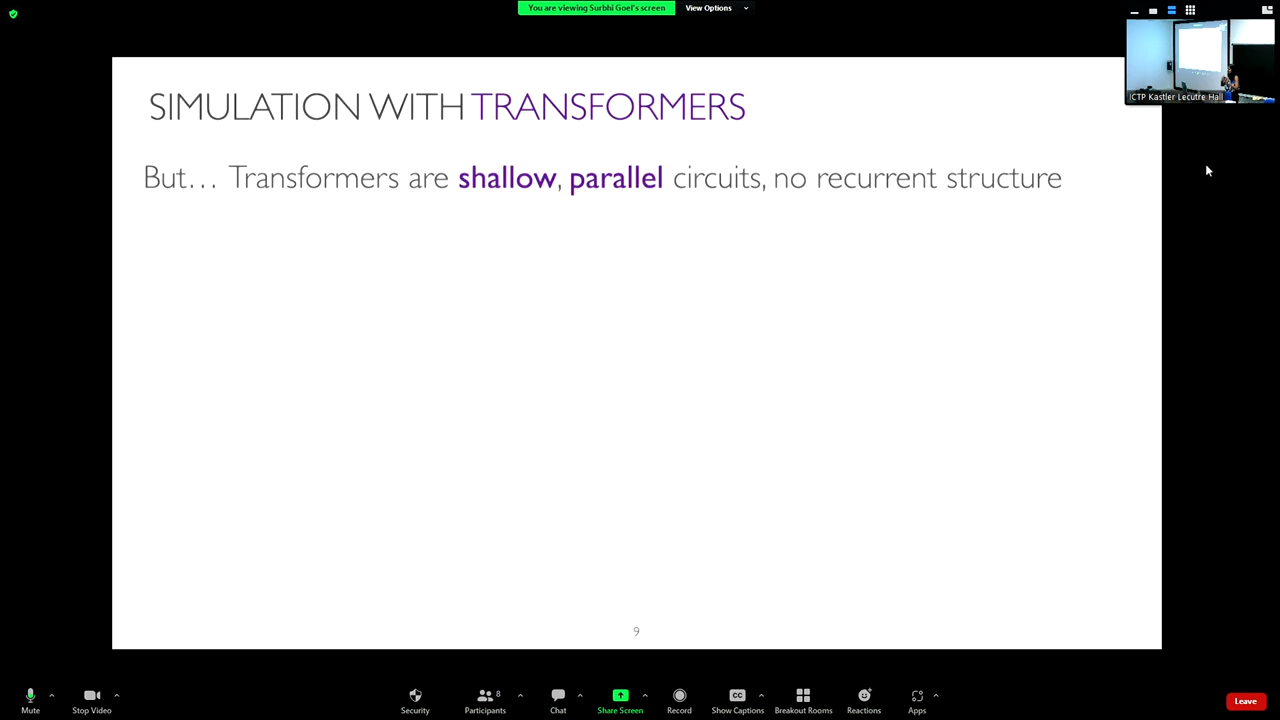 You are viewing Surbhi Goel's screen
View Options
ICTP Kastler Lecutre Hall
SIMULATION WITH TRANSFORMERS
But... Transformers are shallow, parallel circuits, no recurrent structure
9
Mute
Stop Video
Security
Participants
8
Chat
Share Screen
Record
CC
Show Captions
Breakout Rooms
Reactions
Apps
Leave